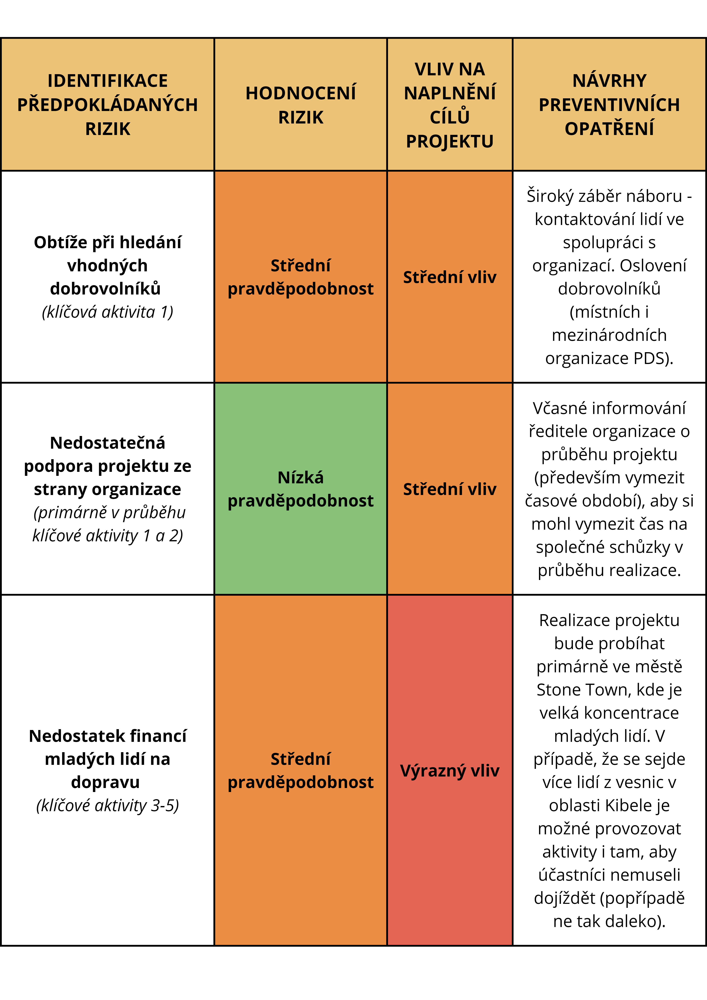 IDENTIFIKACE
PŘEDPOKLÁDANÝCH
RIZIK
HODNOCENÍ
RIZIK
VLIV NA
NAPLNĚNÍ
CÍLŮ
PROJEKTU
NÁVRHY
PREVENTIVNÍCH
OPATŘENÍ
Obtíže při hledání
vhodných
dobrovolníků
(klíčová aktivita 1)
Střední
pravděpodobnost
Střední vliv
Široký záběr náboru -
kontaktování lidí ve
spolupráci s
organizací. Oslovení
dobrovolníků
(místních i
mezinárodních
organizace PDS).
Nedostatečná
podpora projektu ze
strany organizace
(primárně v průběhu
klíčové aktivity 1 a 2)
Nízká
pravděpodobnost
Střední vliv
Včasné informování
ředitele organizace o
průběhu projektu
(především vymezit
časové období), aby si
mohl vymezit čas na
společné schůzky v
průběhu realizace.
Nedostatek financí
mladých lidí na
dopravu
(klíčové aktivity 3-5)
Střední
pravděpodobnost
Výrazný vliv
Realizace projektu
bude probíhat
primárně ve městě
Stone Town, kde je
velká koncentrace
mladých lidí. V
případě, že se sejde
více lidí z vesnic v
oblasti Kibele je
možné provozovat
aktivity i tam, aby
účastníci nemuseli
dojíždět (popřípadě
ne tak daleko).